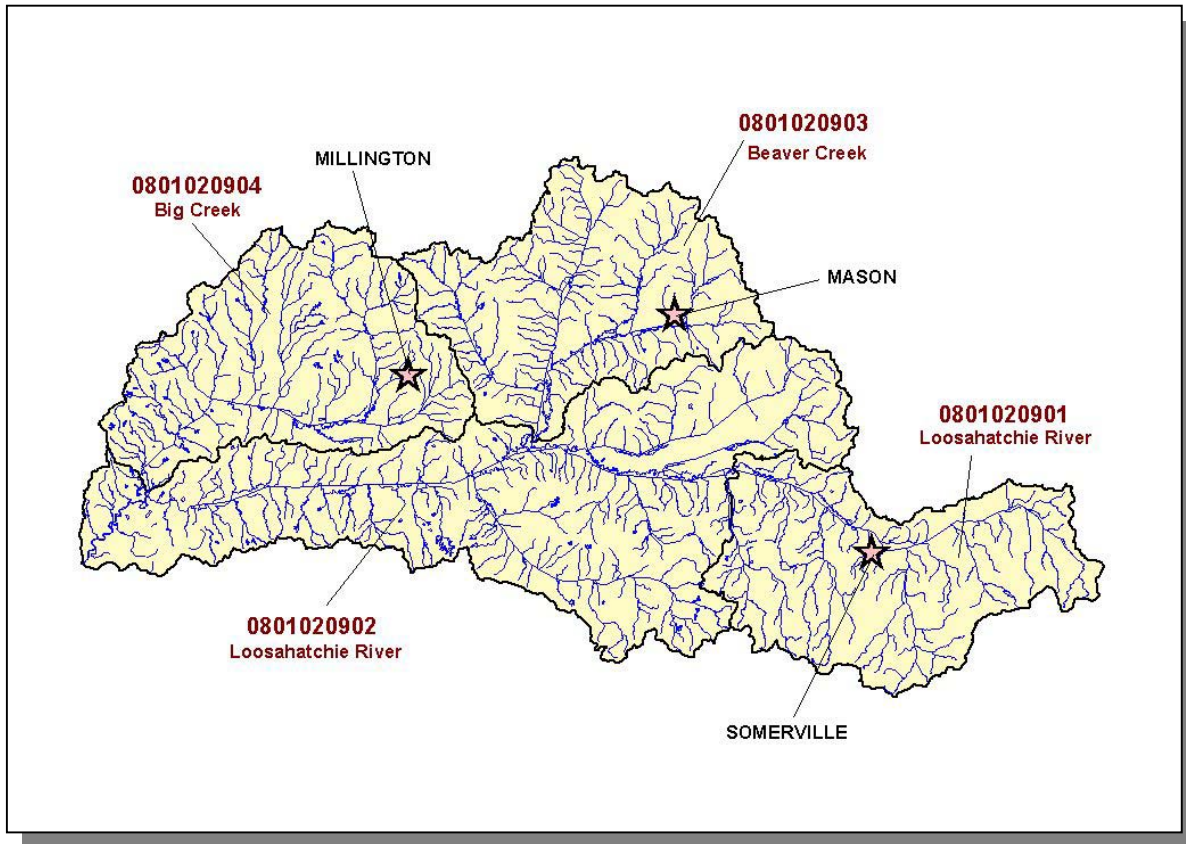 0801020903
Beaver Creek
MILLINGTON
0801020904
Big Creek
MASON
0801020901
Loosahatchie River
0801020902
Loosahatchie River
SOMERVILLE